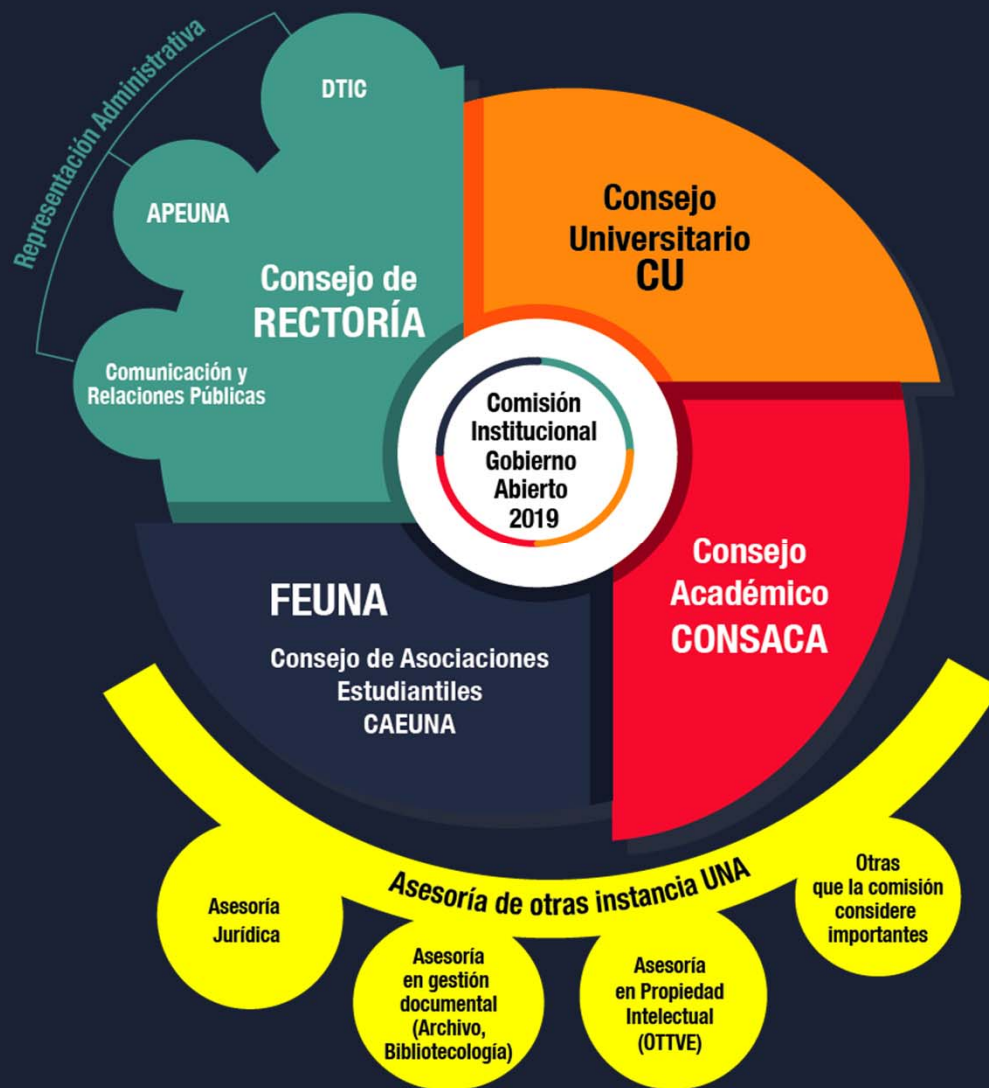 Representación Administrativa
DTIC
APEUNA
Comunicación y
Relaciones Públicas
Consejo de
RECTORÍA
Consejo
Universitario
CU
Comisión
Institucional
Gobierno
Abierto
2019
Consejo
Académico
CONSACA
FEUNA
Consejo de Asociaciones
Estudiantiles
CAEUNA
Asesoría de otras instancia UNA
Asesoría
Jurídica
Asesoría
en gestión
documental
(Archivo,
Bibliotecología)
Asesoría
en Propiedad
Intelectual
(OTTVE)
Otras
que la comisión
considere
importantes